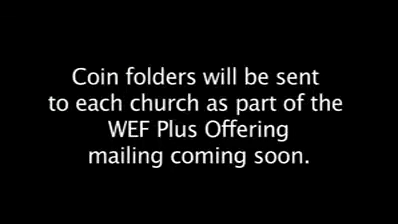 Coin folders will be sent
to each church as part of the
WEF Plus Offering
mailing coming soon.